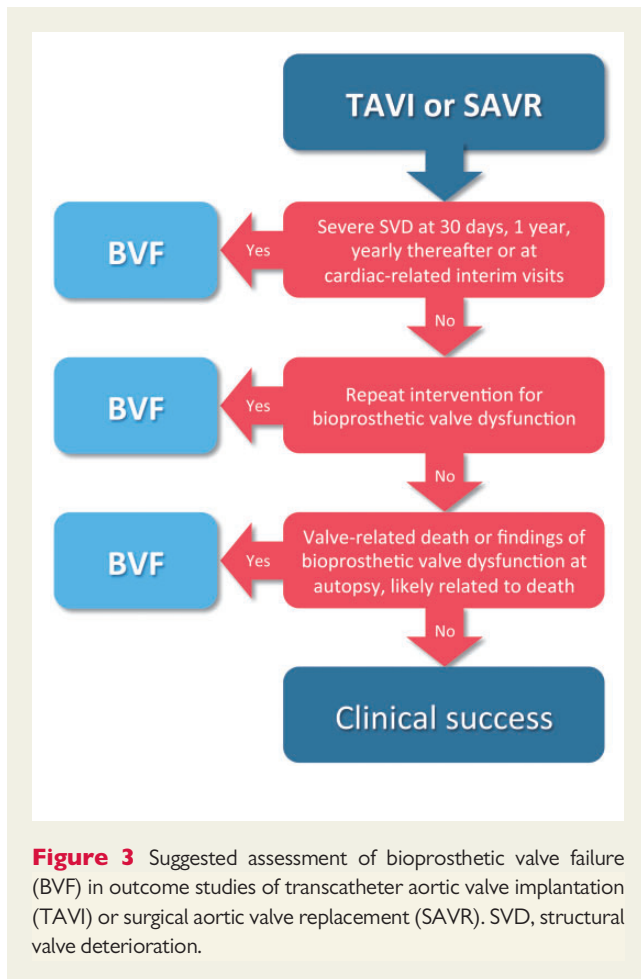 TAVI or SAVR
Severe SVD at 30 days, 1 year,
yearly thereafter or at
cardiac-related interim visits
Yes
BVF
No
Repeat intervention for
bioprosthetic valve dysfunction
Yes
BVF
No
Valve-related death or findings of
bioprosthetic valve dysfunction at
autopsy, likely related to death
Yes
BVF
No
Clinical success
Figure 3 Suggested assessment of bioprosthetic valve failure
(BVF) in outcome studies of transcatheter aortic valve implantation
(TAVI) or surgical aortic valve replacement (SAVR). SVD, structural
valve deterioration.